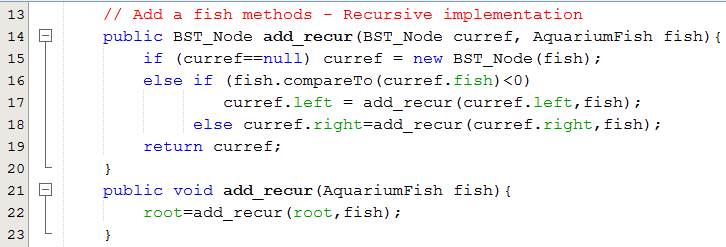 13 // Add a fish methods - Recursive implementation
14 public BST_Node add_recur(BST_Node curref, AquariumFish fish){
15 if (curref==null) curref = new BST_Node(fish);
16 else if (fish.compareTo(curref.fish)<0)
17 curref.left = add_recur(curref.left,fish);
18 else curref.right=add_recur(curref.right,fish);
19 return curref;
20 }
21 public void add_recur(AquariumFish fish){
22 root=add_recur(root,fish);
23 }